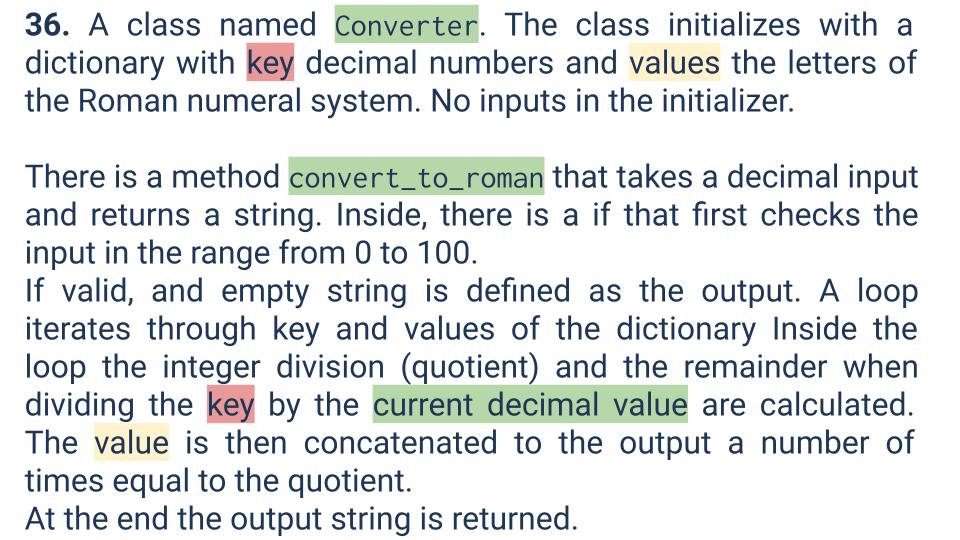 36. A class named Converter. The class initializes with a
dictionary with key decimal numbers and values the letters of
the Roman numeral system. No inputs in the initializer.
There is a method convert_to_roman that takes a decimal input
and returns a string. Inside, there is a if that first checks the
input in the range from 0 to 100.
If valid, and empty string is defined as the output. A loop
iterates through key and values of the dictionary Inside the
loop the integer division (quotient) and the remainder when
dividing the key by the current decimal value are calculated.
The value is then concatenated to the output a number of
times equal to the quotient.
At the end the output string is returned.